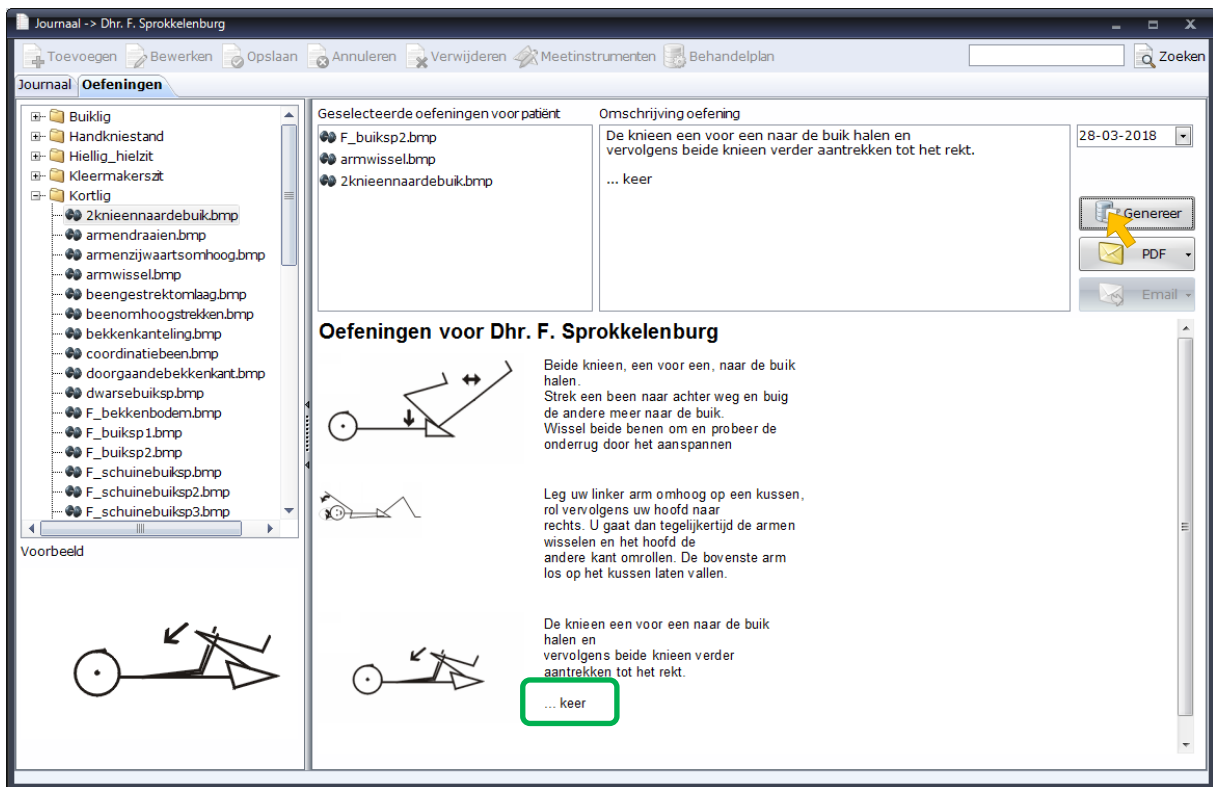 Journaal -> Dhr. F. Sprokkelenburg
Toevoegen Bewerken Opslaan Annuleren Verwijderen Meetinstrumenten Behandelplan Zoeken
Journaal Oefeningen
Buiklig
Handkniestand
Hiellig_hielzit
Kleermakerszit
Kortlig
2knieennaardebuik.bmp
armendraaien.bmp
armenzijwaartsomhoog.bmp
armwissel.bmp
beengestrektomlaag.bmp
beenomhoogstrekken.bmp
bekkenkanteling.bmp
coordinatiebeen.bmp
doorgaandebekkenkant.bmp
dwarsebuiksp.bmp
F_bekkenbodem.bmp
F_buiksp1.bmp
F_buiksp2.bmp
F_schuinebuiksp.bmp
F_schuinebuiksp2.bmp
F_schuinebuiksp3.bmp
Voorbeeld
Geselecteerde oefeningen voor patiënt
F_buiksp2.bmp
armwissel.bmp
2knieennaardebuik.bmp
Omschrijving oefening
De knieen een voor een naar de buik halen en
vervolgens beide knieen verder aantrekken tot het rekt.
... keer
28-03-2018
Genereer
PDF
Email
Oefeningen voor Dhr. F. Sprokkelenburg
Beide knieen, een voor een, naar de buik
halen.
Strek een been naar achter weg en buig
de andere meer naar de buik.
Wissel beide benen om en probeer de
onderrug door het aanspannen
Leg uw linker arm omhoog op een kussen,
rol vervolgens uw hoofd naar
rechts. U gaat dan tegelijkertijd de armen
wisselen en het hoofd de
andere kant omrollen. De bovenste arm
los op het kussen laten vallen.
De knieen een voor een naar de buik
halen en
vervolgens beide knieen verder
aantrekken tot het rekt.
... keer